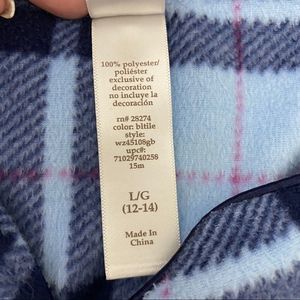 100% polyester/
poliéster
exclusive of
decoration
no incluye la
decoración
rn# 28274
color: bltile
style:
wz45108gb
upc#:
71029740258
15m
L/G
(12-14)
Made In
China